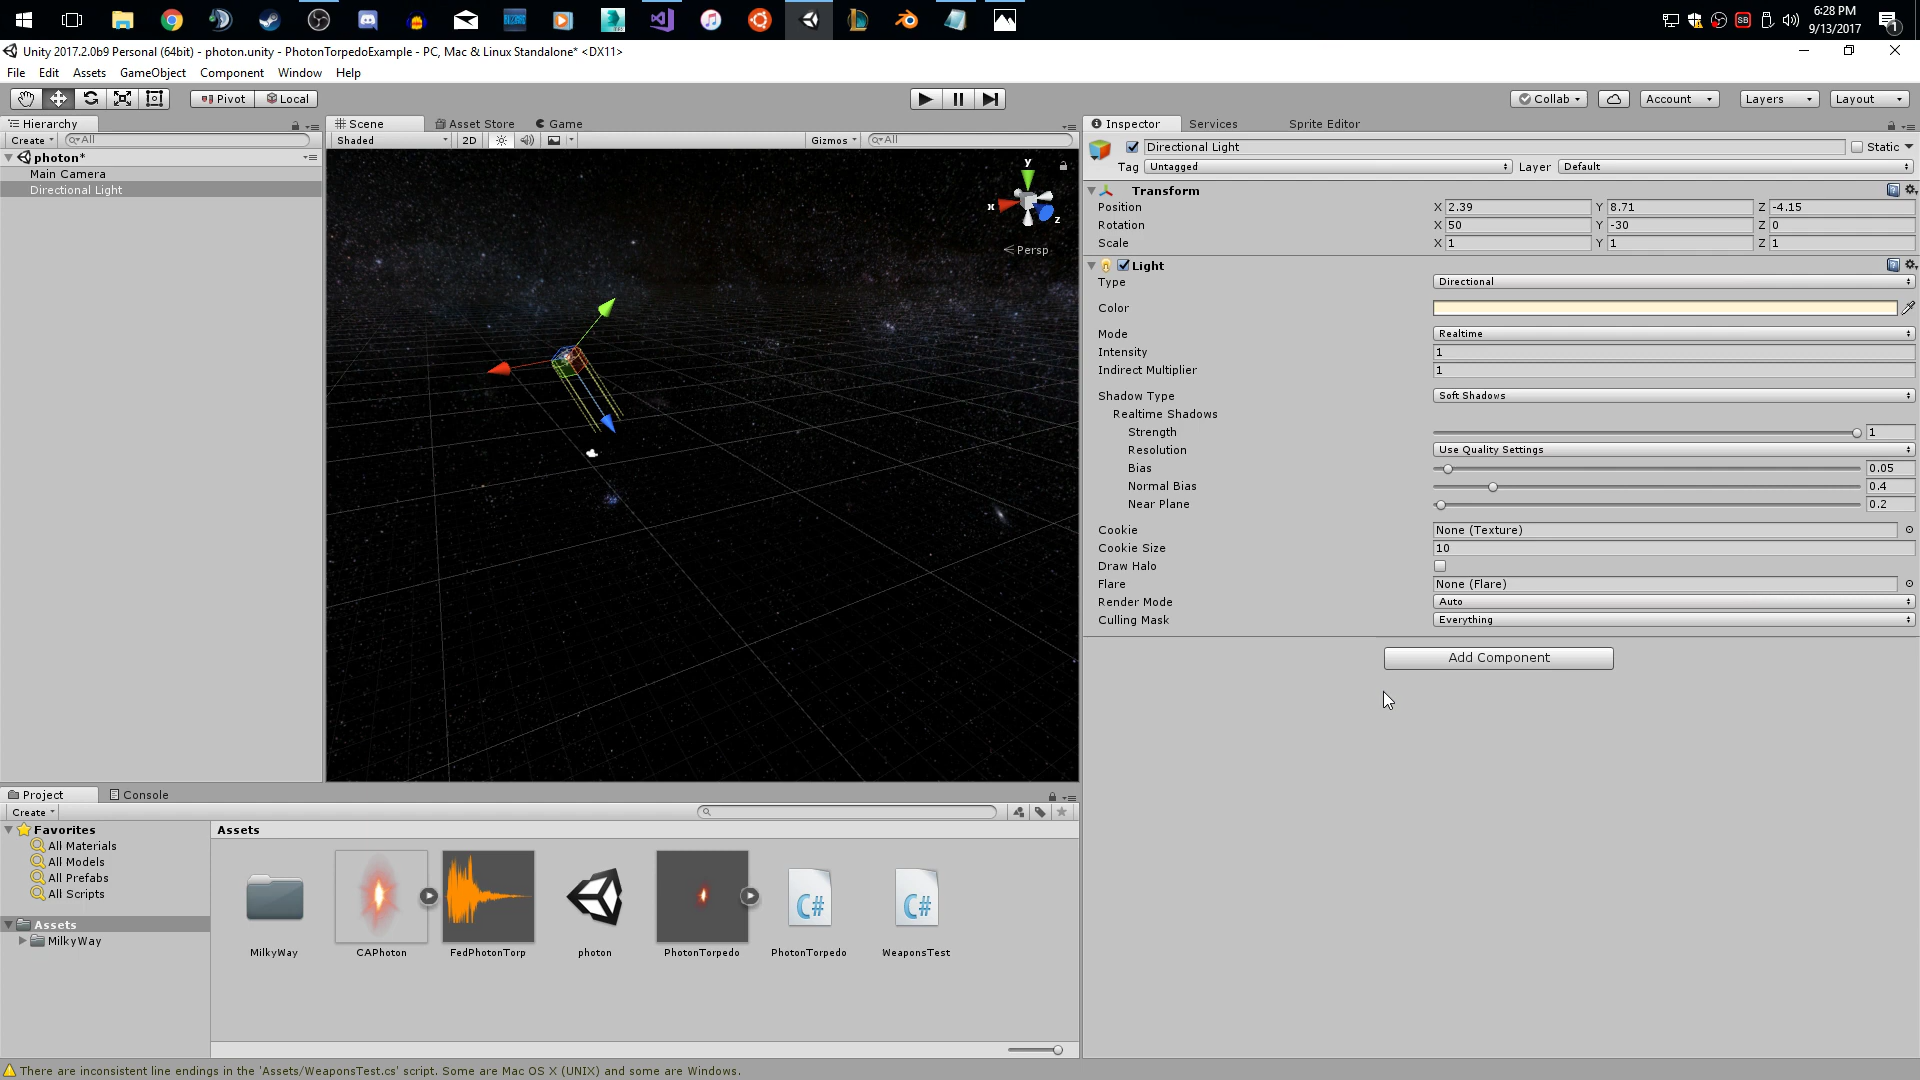 6:28 PM
9/13/2017
SB
1
Unity 2017.2.0b9 Personal (64bit) - photon.unity - PhotonTorpedoExample - PC, Mac & Linux Standalone* <DX11>
File Edit Assets GameObject Component Window Help
Pivot Local Collab Account Layers Layout
Hierarchy
Create All
photon*
Main Camera
Directional Light
Scene Asset Store Game
Shaded 2D Gizmos All
y
x
z
Persp
Inspector Services Sprite Editor
Directional Light Static
Tag Untagged Layer Default
Transform
Position X 2.39 Y 8.71 Z -4.15
Rotation X 50 Y -30 Z 0
Scale X 1 Y 1 Z 1
Light
Type Directional
Color
Mode Realtime
Intensity 1
Indirect Multiplier 1
Shadow Type Soft Shadows
Realtime Shadows
Strength 1
Resolution Use Quality Settings
Bias 0.05
Normal Bias 0.4
Near Plane 0.2
Cookie None (Texture)
Cookie Size 10
Draw Halo
Flare None (Flare)
Render Mode Auto
Culling Mask Everything
Add Component
Project Console
Create
Favorites
All Materials
All Models
All Prefabs
All Scripts
Assets
MilkyWay
Assets
C# C#
MilkyWay CAPhoton FedPhotonTorp photon PhotonTorpedo PhotonTorpedo WeaponsTest
There are inconsistent line endings in the 'Assets/WeaponsTest.cs' script. Some are Mac OS X (UNIX) and some are Windows.